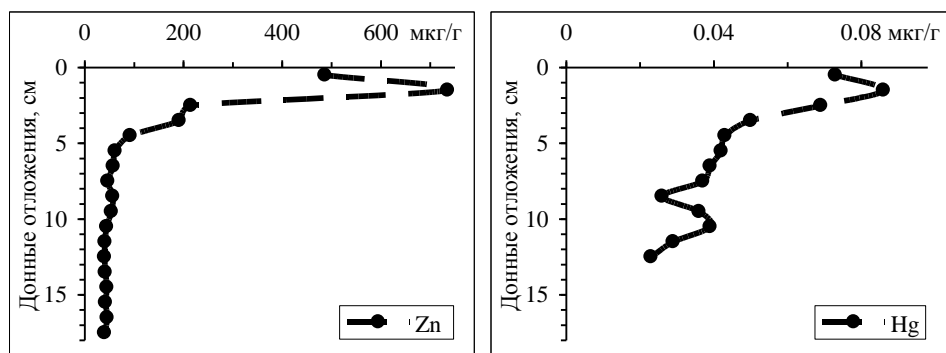 0 200 400 600 мкг/г
0
5
10
15
Донные отложения, см
Zn
0 0.04 0.08 мкг/г
0
5
10
15
Донные отложения, см
Hg